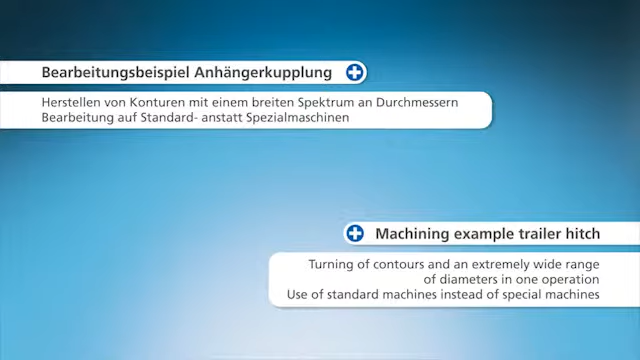 Bearbeitungsbeispiel Anhängerkupplung
Herstellen von Konturen mit einem breiten Spektrum an Durchmessern
Bearbeitung auf Standard- anstatt Spezialmaschinen
Machining example trailer hitch
Turning of contours and an extremely wide range
of diameters in one operation
Use of standard machines instead of special machines